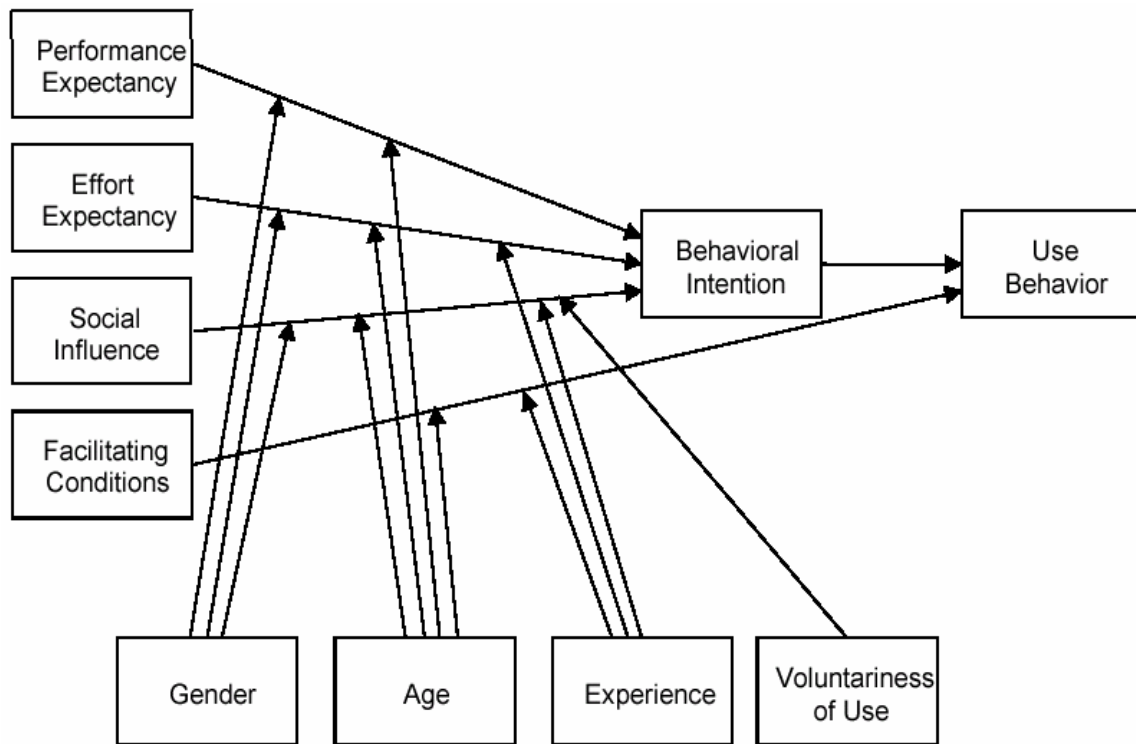 Performance
Expectancy
Effort
Expectancy
Social
Influence
Facilitating
Conditions
Behavioral
Intention
Use
Behavior
Gender
Age
Experience
Voluntariness
of Use